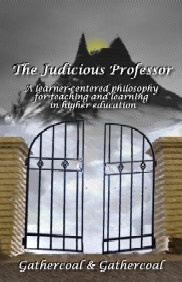 The Judicious Professor
A learner-centered philosophy
for teaching and learning
in higher education
Gathercoal & Gathercoal